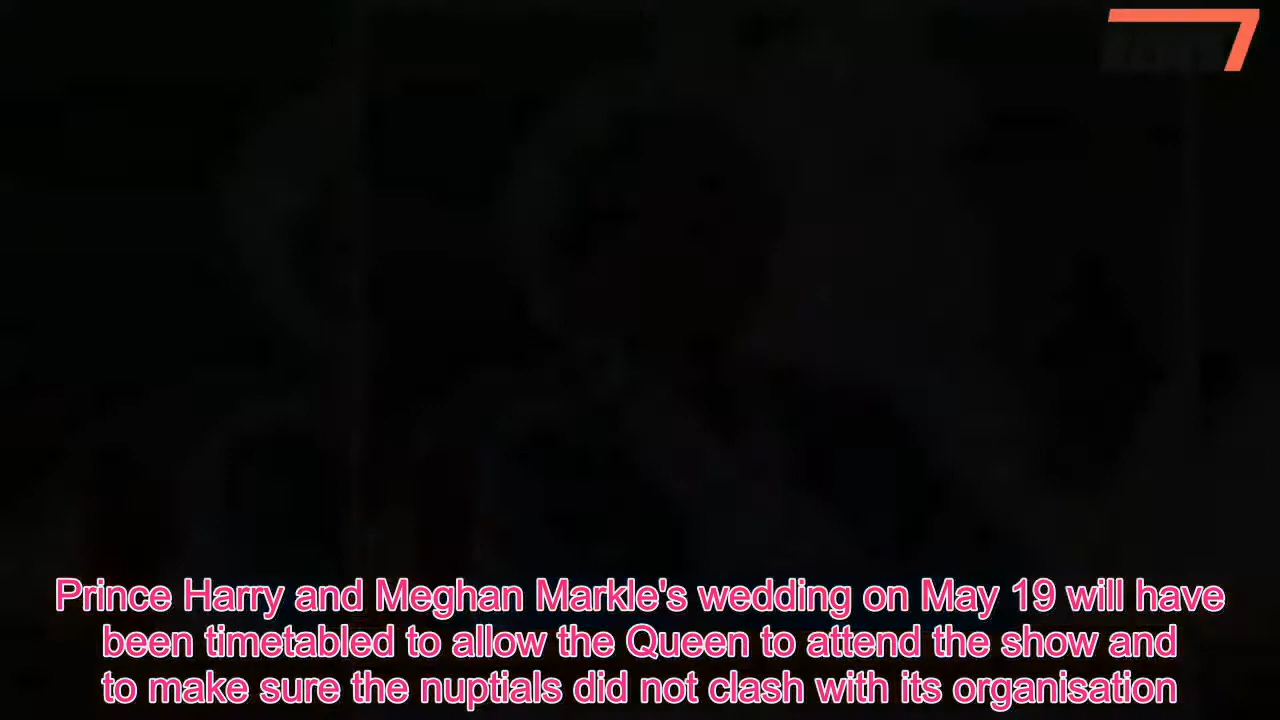 Prince Harry and Meghan Markle's wedding on May 19 will have
been timetabled to allow the Queen to attend the show and
to make sure the nuptials did not clash with its organisation